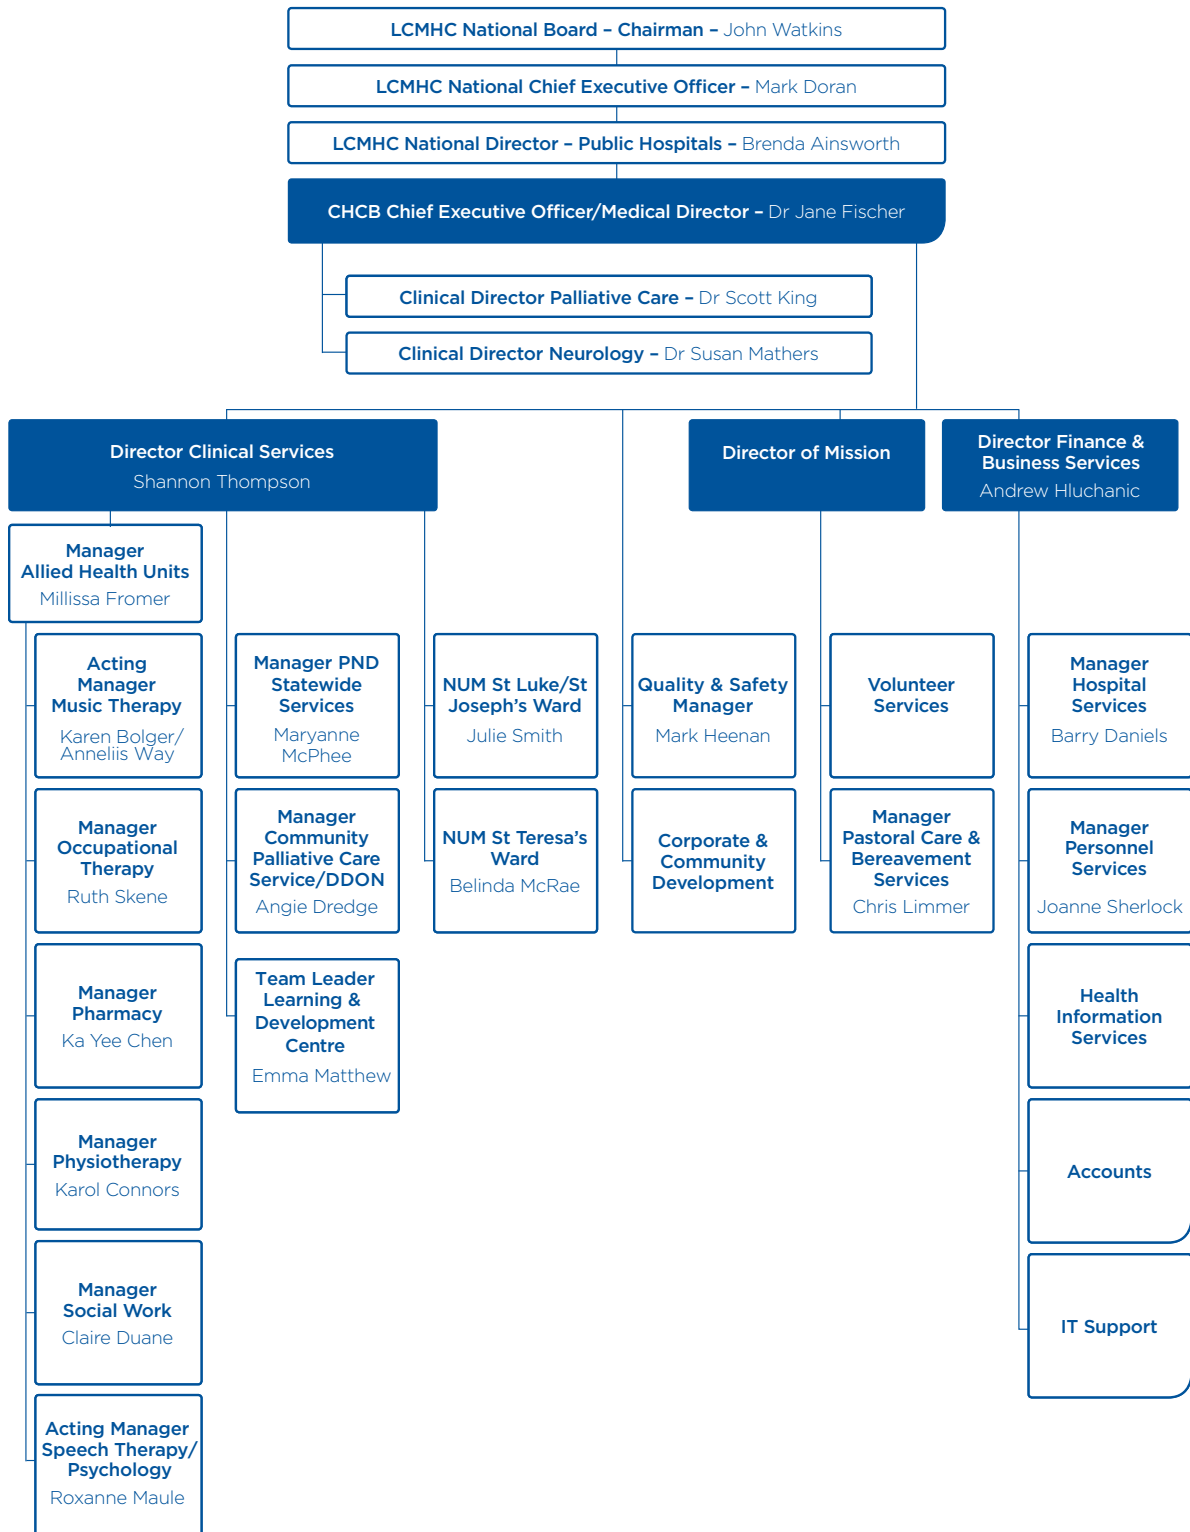 LCMHC National Board – Chairman – John Watkins
LCMHC National Chief Executive Officer – Mark Doran
LCMHC National Director – Public Hospitals – Brenda Ainsworth
CHCB Chief Executive Officer/Medical Director – Dr Jane Fischer
Clinical Director Palliative Care – Dr Scott King
Clinical Director Neurology – Dr Susan Mathers
Director Clinical Services
Shannon Thompson
Director of Mission
Director Finance &
Business Services
Andrew Hluchanic
Manager
Allied Health Units
Millissa Fromer
Acting
Manager
Music Therapy
Karen Bolger/
Anneliis Way
Manager PND
Statewide
Services
Maryanne
McPhee
NUM St Luke/St
Joseph's Ward
Julie Smith
Quality & Safety
Manager
Mark Heenan
Volunteer
Services
Manager
Hospital
Services
Barry Daniels
Manager
Occupational
Therapy
Ruth Skene
Manager
Community
Palliative Care
Service/DDON
Angie Dredge
NUM St Teresa's
Ward
Belinda McRae
Corporate &
Community
Development
Manager
Pastoral Care &
Bereavement
Services
Chris Limmer
Manager
Personnel
Services
Joanne Sherlock
Manager
Pharmacy
Ka Yee Chen
Team Leader
Learning &
Development
Centre
Emma Matthew
Health
Information
Services
Manager
Physiotherapy
Karol Connors
Accounts
Manager
Social Work
Claire Duane
IT Support
Acting Manager
Speech Therapy/
Psychology
Roxanne Maule